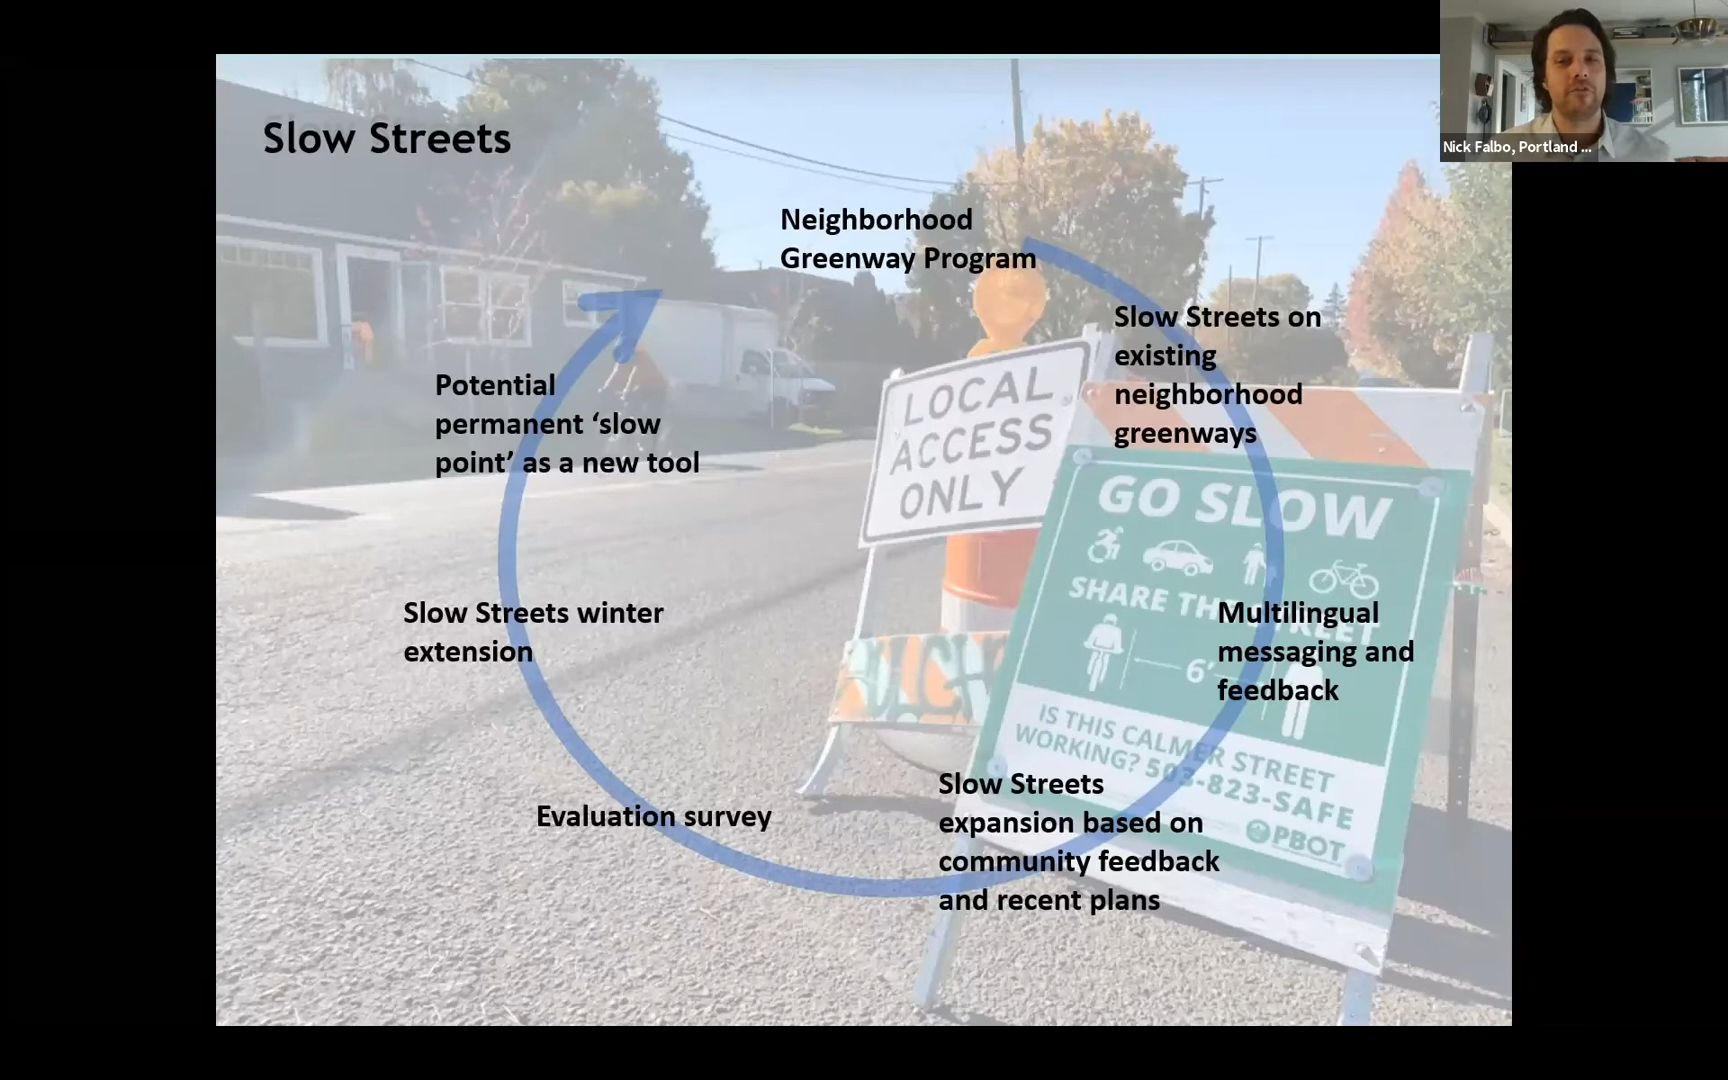 Slow Streets
Nick Falbo, Portland ...
Neighborhood
Greenway Program
Slow Streets on
existing
neighborhood
greenways
Multilingual
messaging and
feedback
Slow Streets
expansion based on
community feedback
and recent plans
Evaluation survey
Slow Streets winter
extension
Potential
permanent ‘slow
point’ as a new tool
LOCAL
ACCESS
ONLY
GO SLOW
SHARE THE STREET
6'
IS THIS CALMER STREET
WORKING? 503-823-SAFE
PBOT